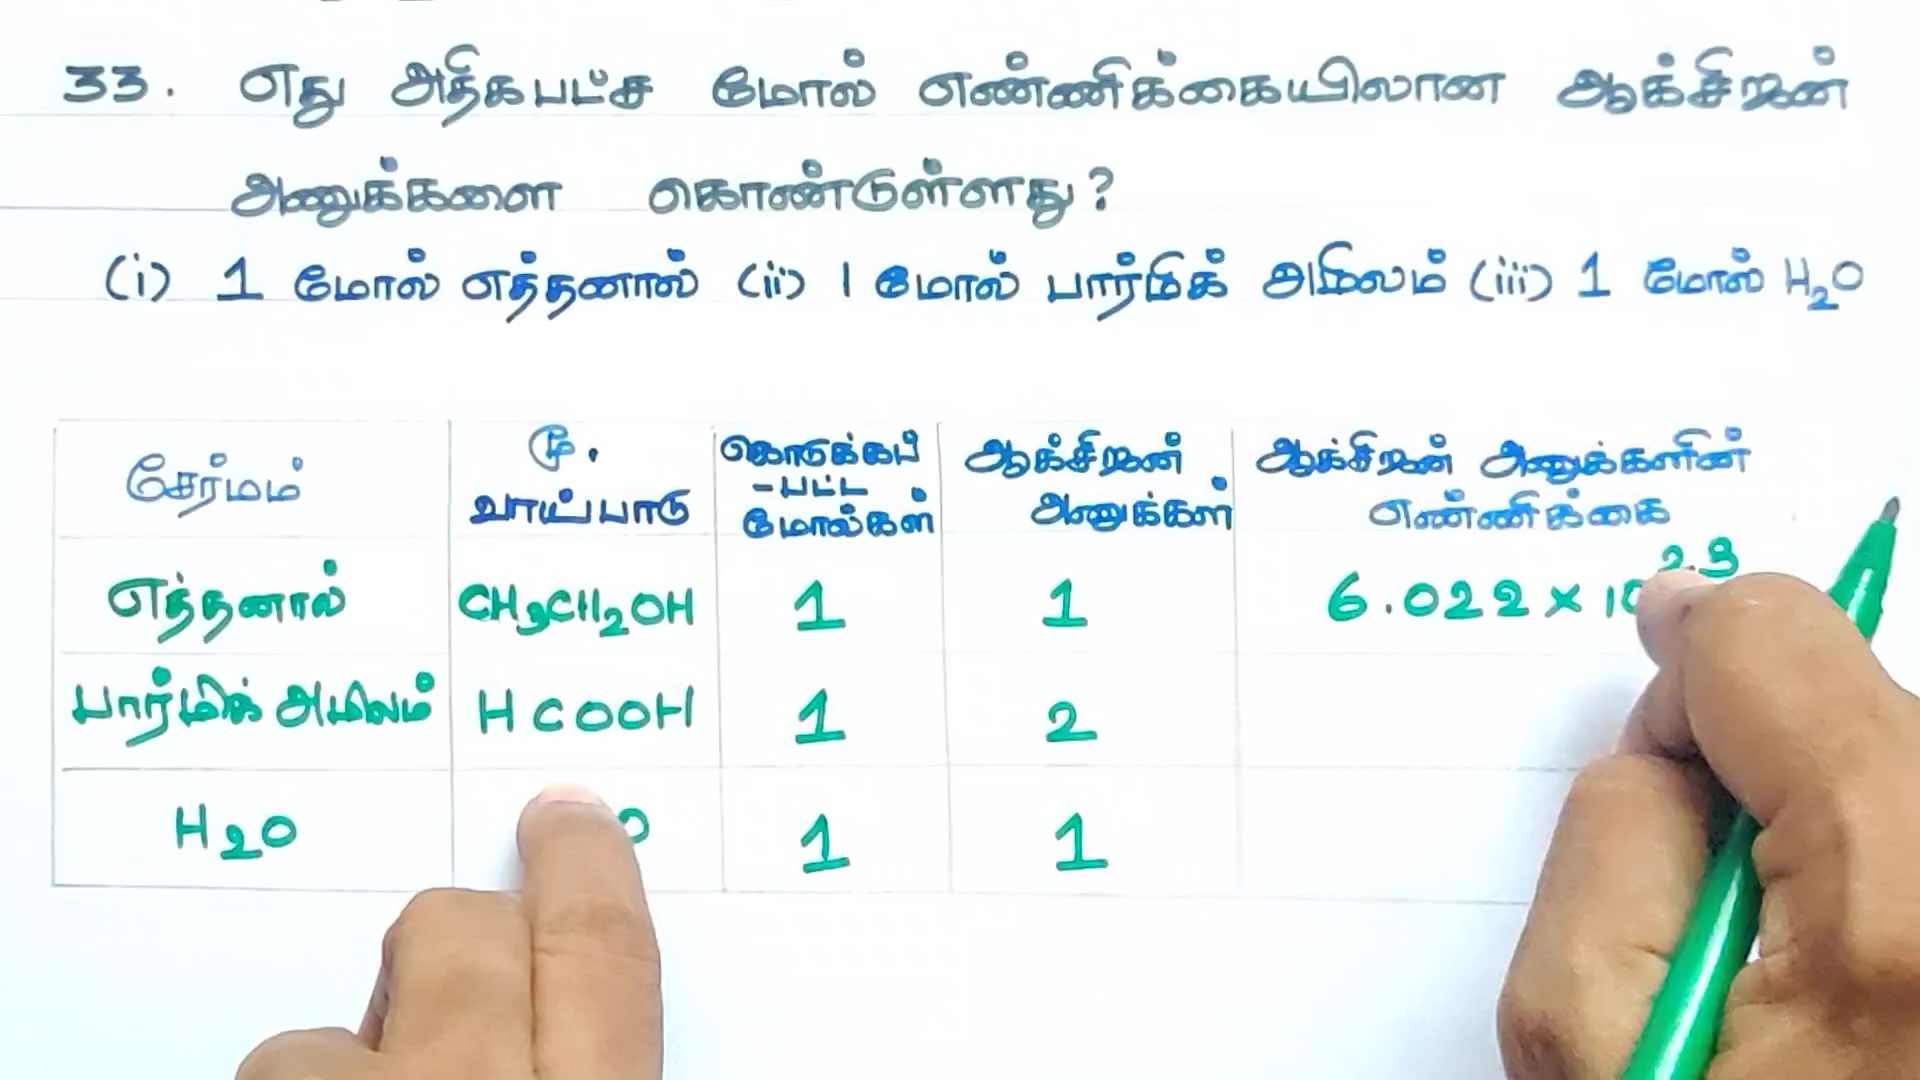 33. எது அதிகபட்ச மோல் எண்ணிக்கையிலான ஆக்சிஜன்
அணுக்களை கொண்டுள்ளது?
(i) 1 மோல் எத்தனால் (ii) 1 மோல் பார்மிக் அமிலம் (iii) 1 மோல் H₂O
சேர்மம்
மூ.
வாய்பாடு
கொடுக்கப்
-பட்ட
மோல்கள்
ஆக்சிஜன்
அணுக்கள்
ஆக்சிஜன் அணுக்களின்
எண்ணிக்கை
எத்தனால் CH₃CH₂OH 1 1 6.022 × 10²³
பார்மிக் அமிலம் HCOOH 1 2
H₂O O 1 1